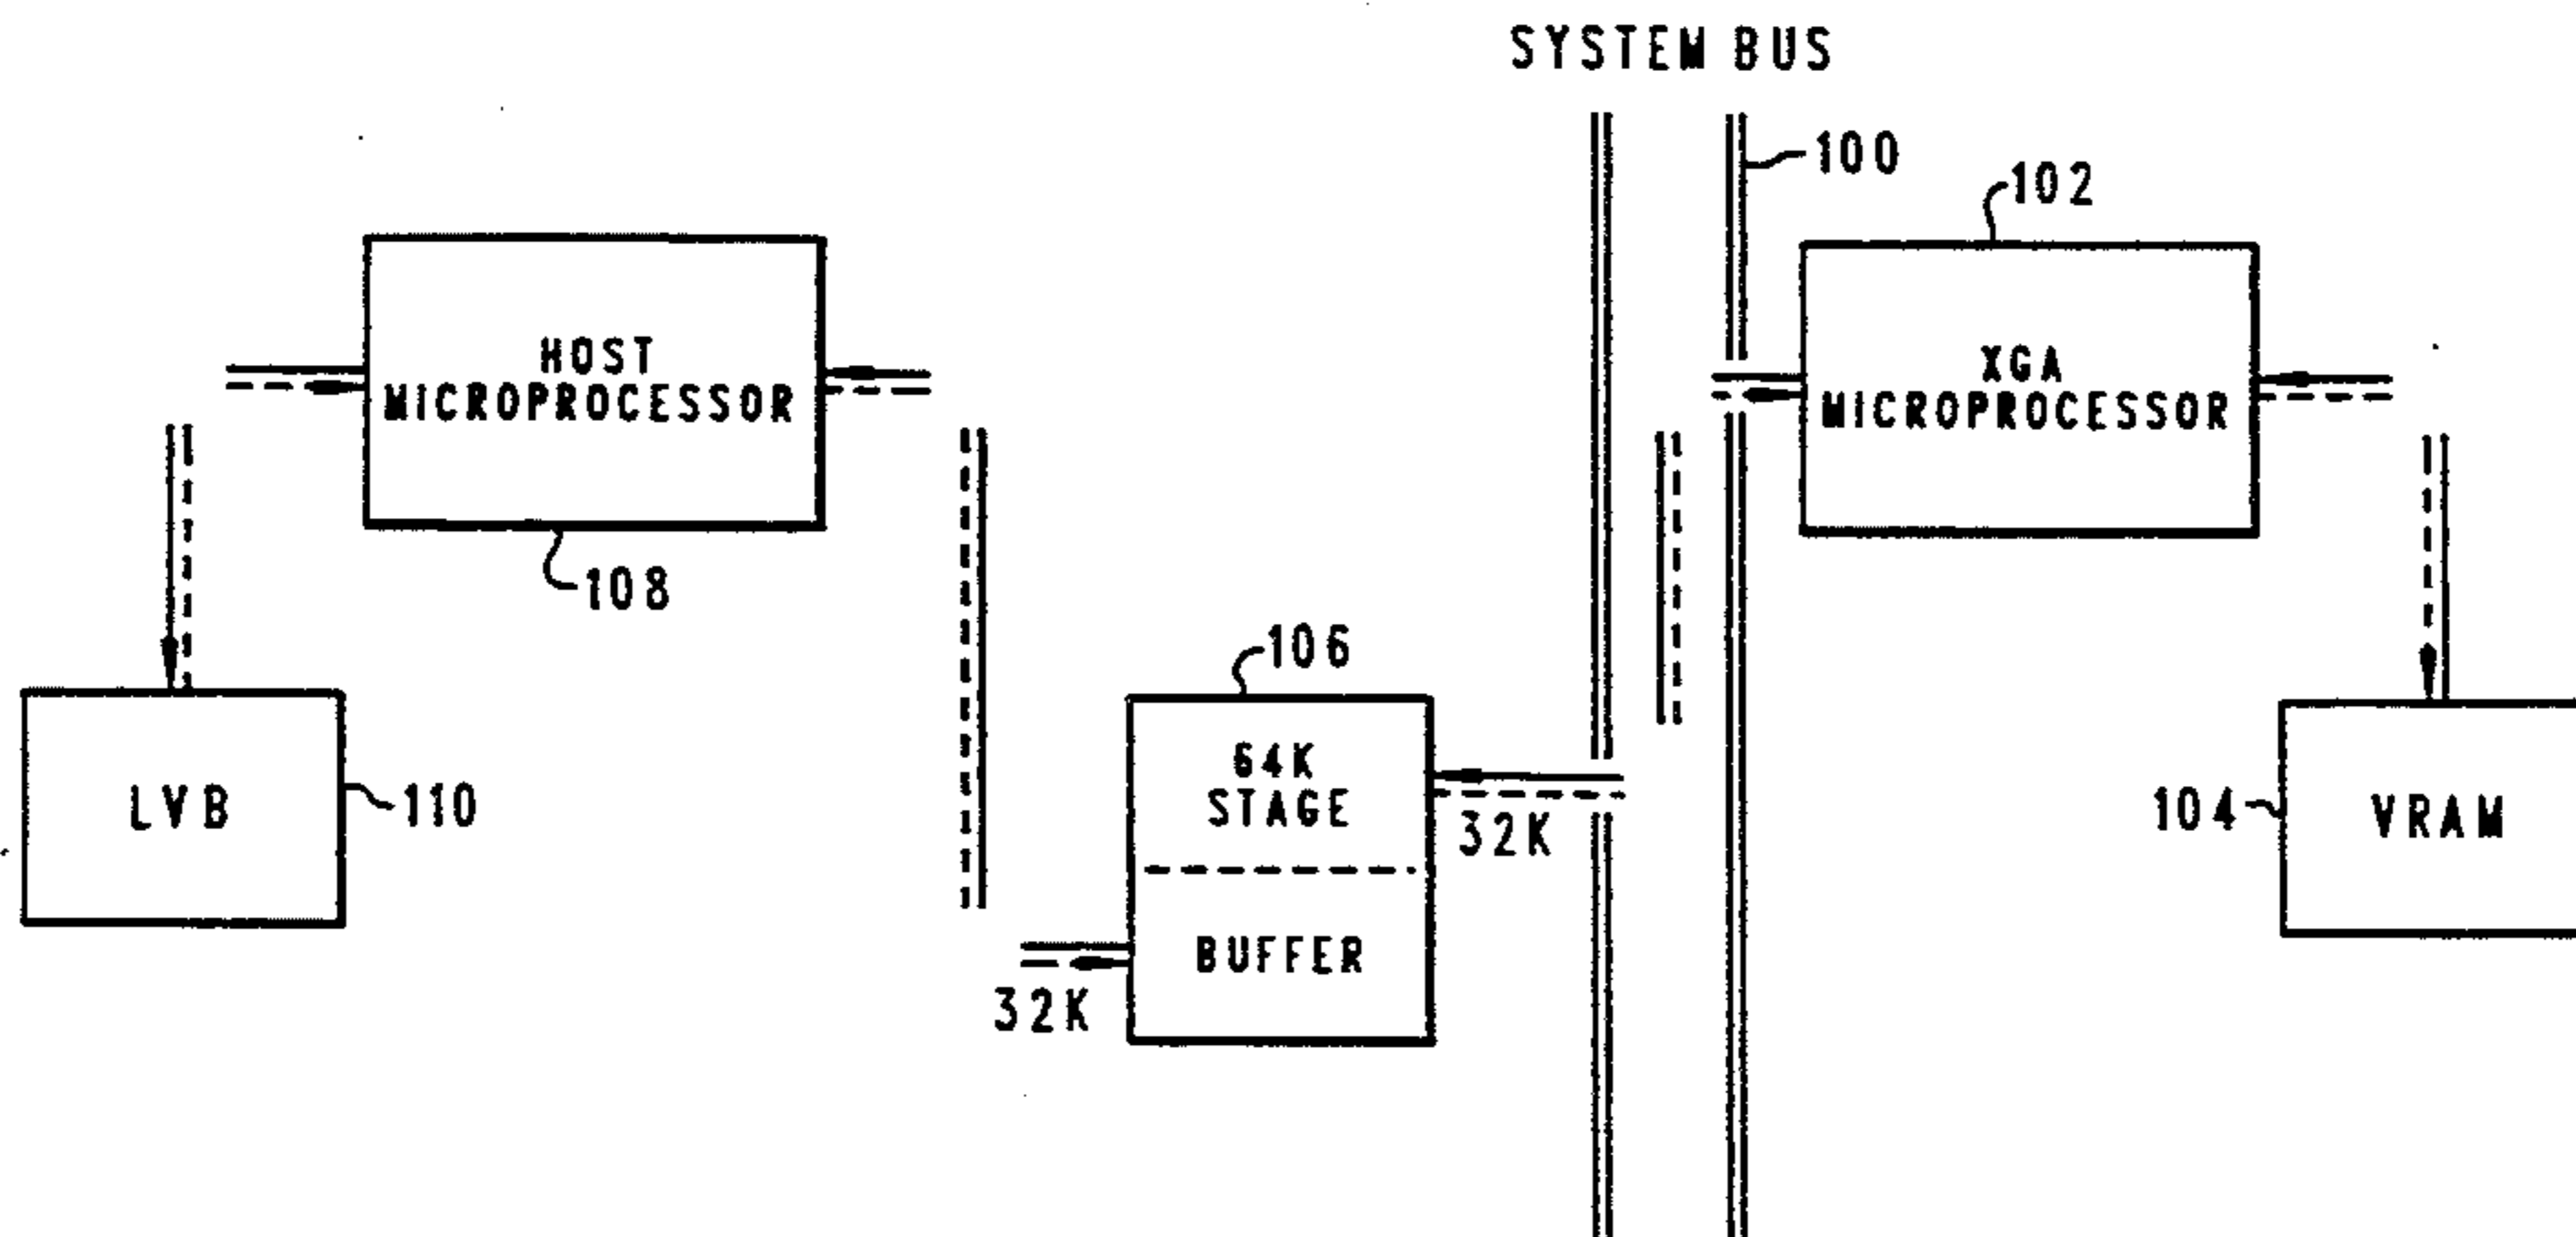 SYSTEM BUS
100
102
HOST
MICROPROCESSOR
XGA
MICROPROCESSOR
108
106
64K
STAGE
32K
LVB
110
104
VRAM
BUFFER
32K